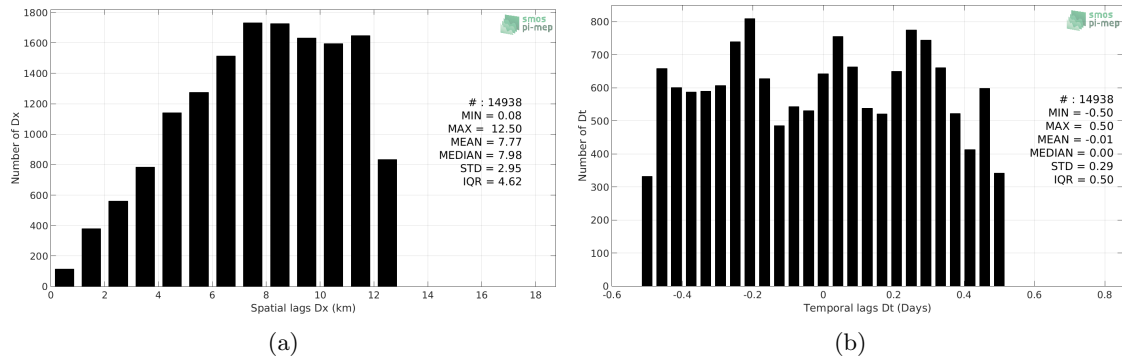 1800
1600
1400
1200
1000
800
600
400
200
0
Number of Dx
0 2 4 6 8 10 12 14 16 18
Spatial lags Dx (km)
smos
pi-mep
# : 14938
MIN = 0.08
MAX = 12.50
MEAN = 7.77
MEDIAN = 7.98
STD = 2.95
IQR = 4.62
(a)
800
700
600
500
400
300
200
100
0
Number of Dt
-0.6 -0.4 -0.2 0 0.2 0.4 0.6 0.8
Temporal lags Dt (Days)
smos
pi-mep
# : 14938
MIN = -0.50
MAX = 0.50
MEAN = -0.01
MEDIAN = 0.00
STD = 0.29
IQR = 0.50
(b)